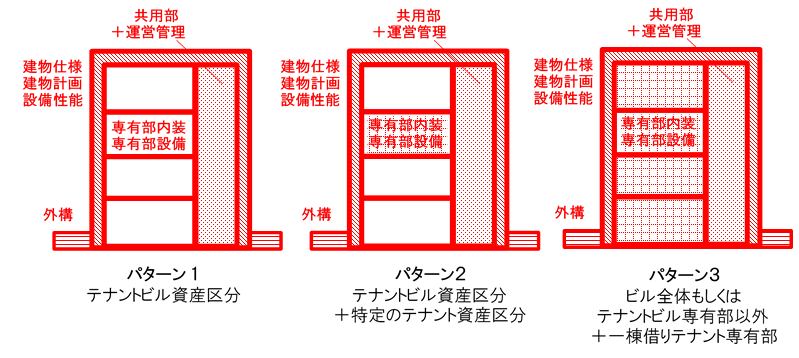 共用部
＋運営管理
建物仕様
建物計画
設備性能
専有部内装
専有部設備
外構
パターン１
テナントビル資産区分
共用部
＋運営管理
建物仕様
建物計画
設備性能
専有部内装
専有部設備
外構
パターン２
テナントビル資産区分
＋特定のテナント資産区分
共用部
＋運営管理
建物仕様
建物計画
設備性能
専有部内装
専有部設備
外構
パターン３
ビル全体もしくは
テナントビル専有部以外
＋一棟借りテナント専有部